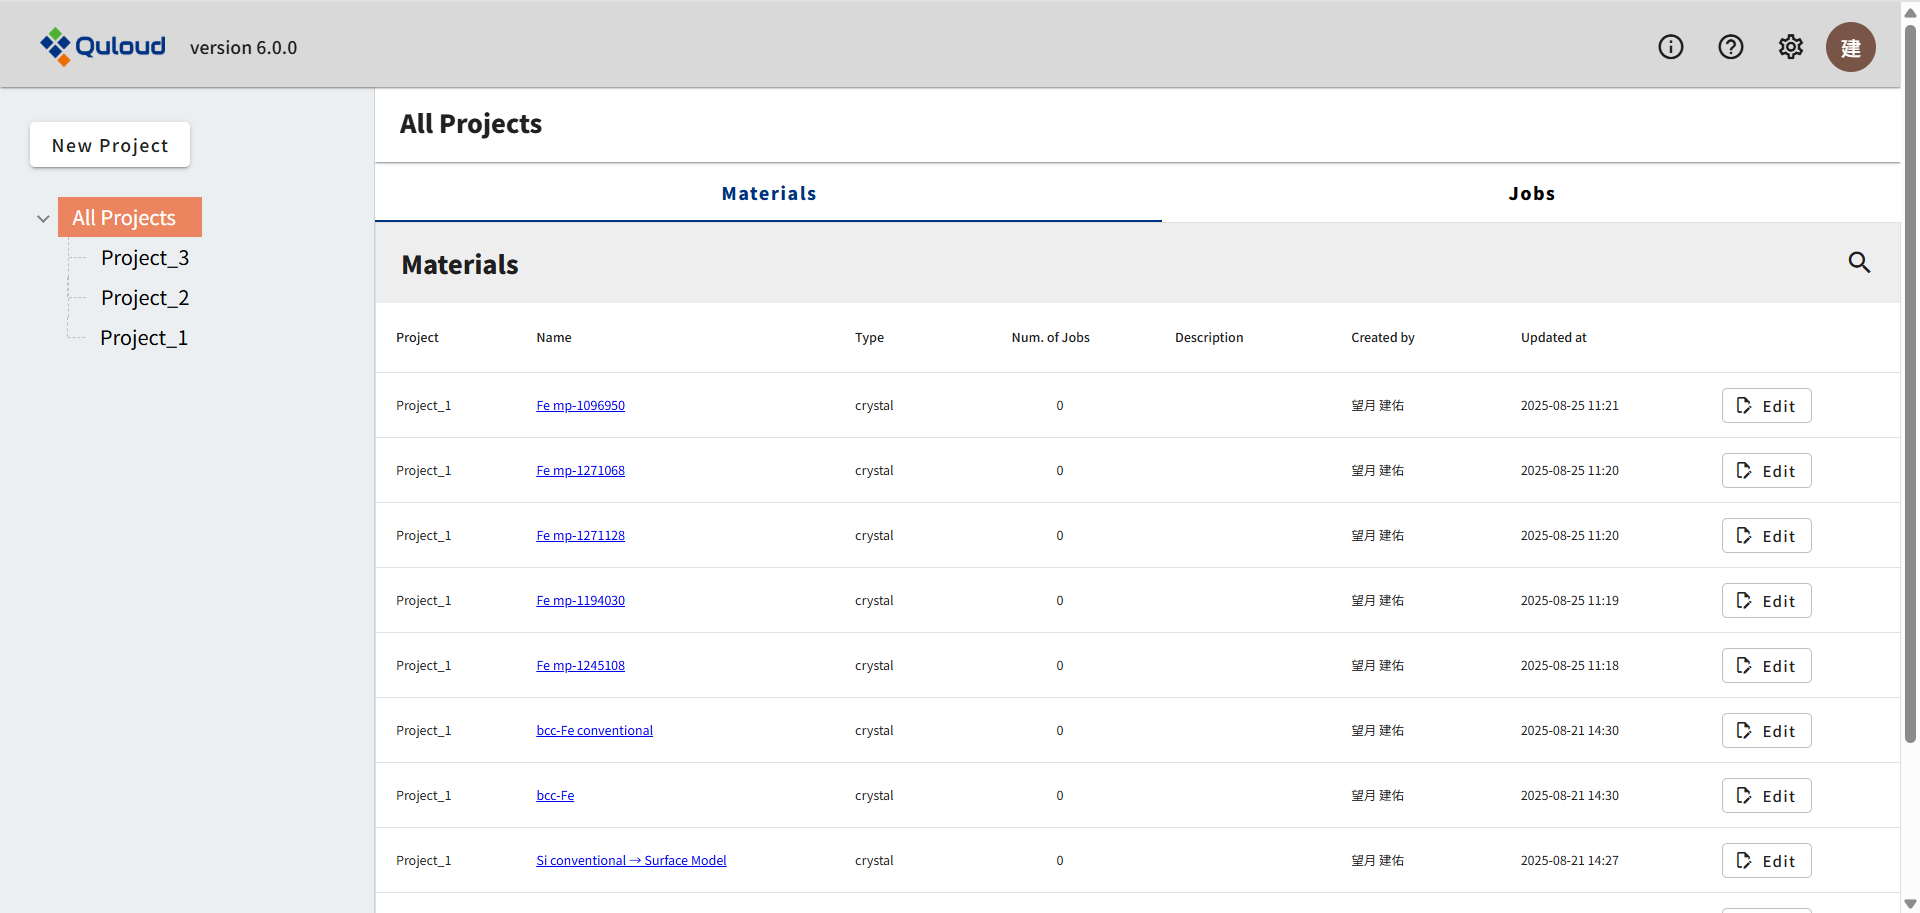 Quloud version 6.0.0 建
New Project
All Projects
Project_3
Project_2
Project_1
All Projects
Materials Jobs
Materials
Project Name Type Num. of Jobs Description Created by Updated at
Project_1 Fe mp-1096950 crystal 0 望月 建佑 2025-08-25 11:21 Edit
Project_1 Fe mp-1271068 crystal 0 望月 建佑 2025-08-25 11:20 Edit
Project_1 Fe mp-1271128 crystal 0 望月 建佑 2025-08-25 11:20 Edit
Project_1 Fe mp-1194030 crystal 0 望月 建佑 2025-08-25 11:19 Edit
Project_1 Fe mp-1245108 crystal 0 望月 建佑 2025-08-25 11:18 Edit
Project_1 bcc-Fe conventional crystal 0 望月 建佑 2025-08-21 14:30 Edit
Project_1 bcc-Fe crystal 0 望月 建佑 2025-08-21 14:30 Edit
Project_1 Si conventional → Surface Model crystal 0 望月 建佑 2025-08-21 14:27 Edit